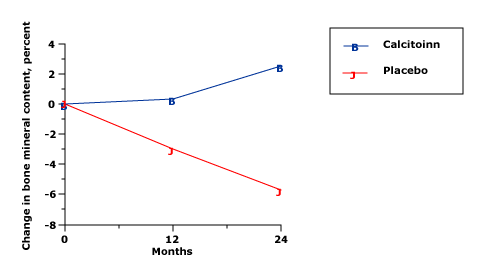 Change in bone mineral content, percent
4
2
0
-2
-4
-6
-8
0
12
24
Months
B
B
B
J
J
J
B Calcitoinn
J Placebo